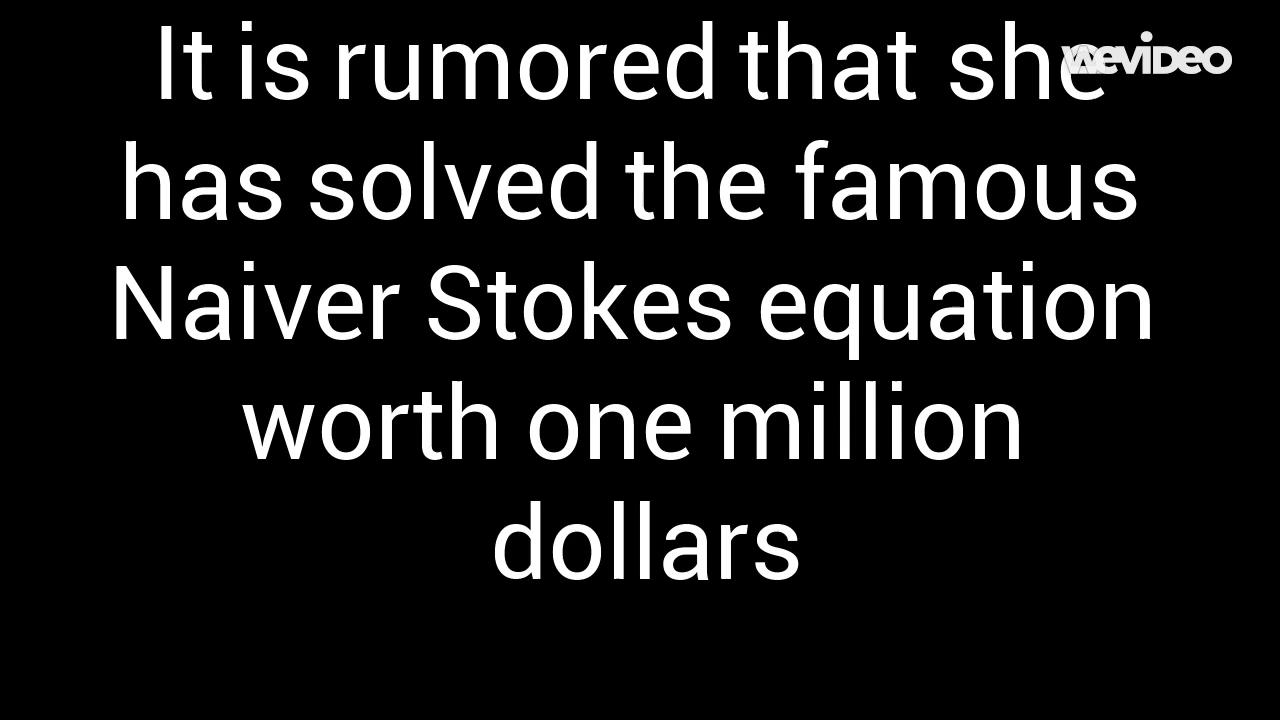 It is rumored that she
wevideo
has solved the famous
Naiver Stokes equation
worth one million
dollars